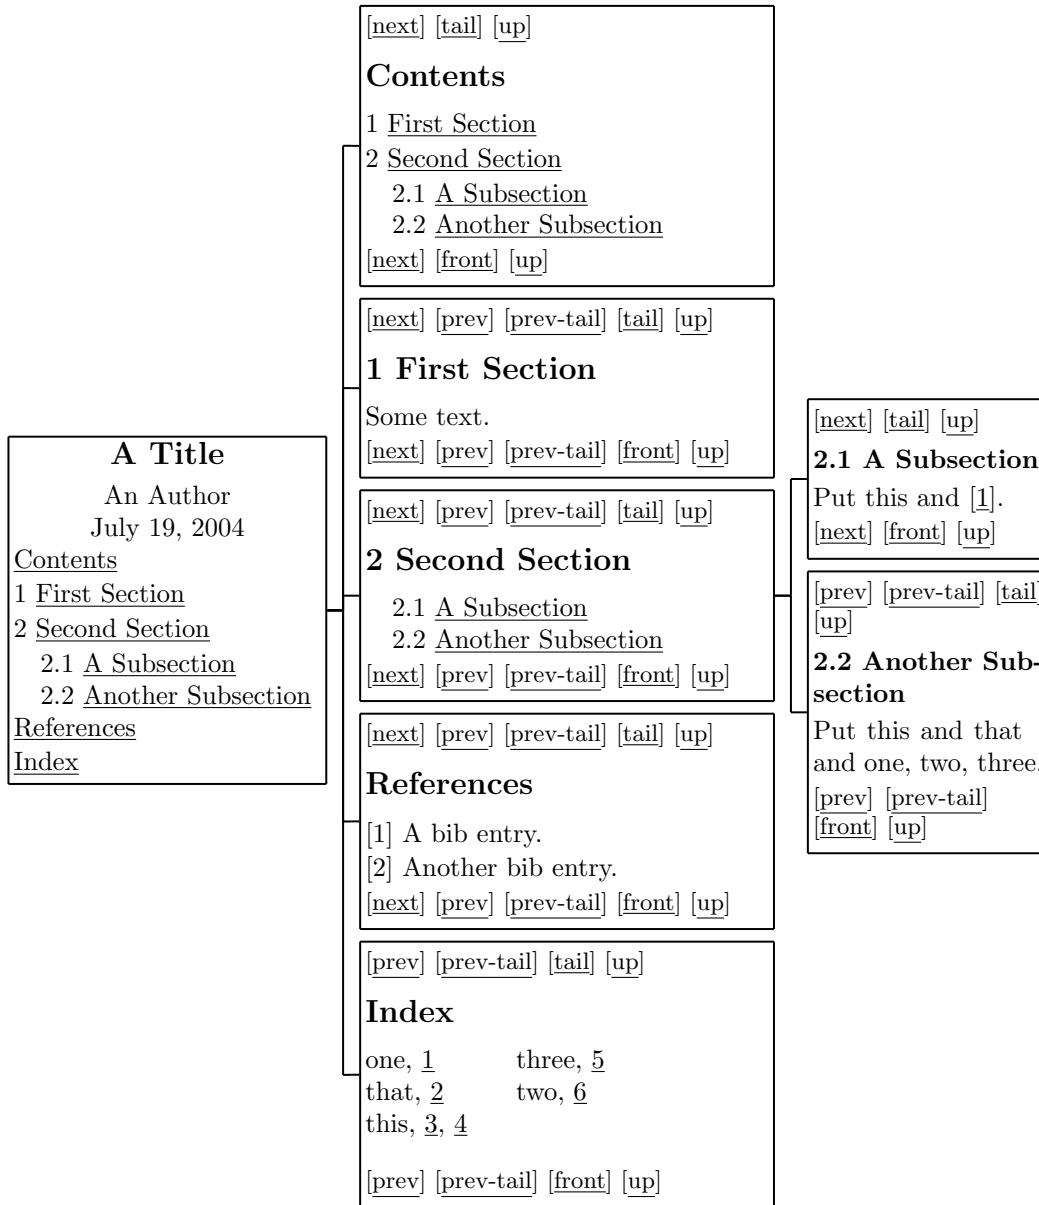 A Title
An Author
July 19, 2004
Contents
1 First Section
2 Second Section
2.1 A Subsection
2.2 Another Subsection
References
Index
[next] [tail] [up]
Contents
1 First Section
2 Second Section
2.1 A Subsection
2.2 Another Subsection
[next] [front] [up]
[next] [prev] [prev-tail] [tail] [up]
1 First Section
Some text.
[next] [prev] [prev-tail] [front] [up]
[next] [prev] [prev-tail] [tail] [up]
2 Second Section
2.1 A Subsection
2.2 Another Subsection
[next] [prev] [prev-tail] [front] [up]
[next] [prev] [prev-tail] [tail] [up]
References
[1] A bib entry.
[2] Another bib entry.
[next] [prev] [prev-tail] [front] [up]
[prev] [prev-tail] [tail] [up]
Index
one, 1 three, 5
that, 2 two, 6
this, 3, 4
[prev] [prev-tail] [front] [up]
[next] [tail] [up]
2.1 A Subsection
Put this and [1].
[next] [front] [up]
[prev] [prev-tail] [tail]
[up]
2.2 Another Sub-
section
Put this and that
and one, two, three.
[prev] [prev-tail]
[front] [up]